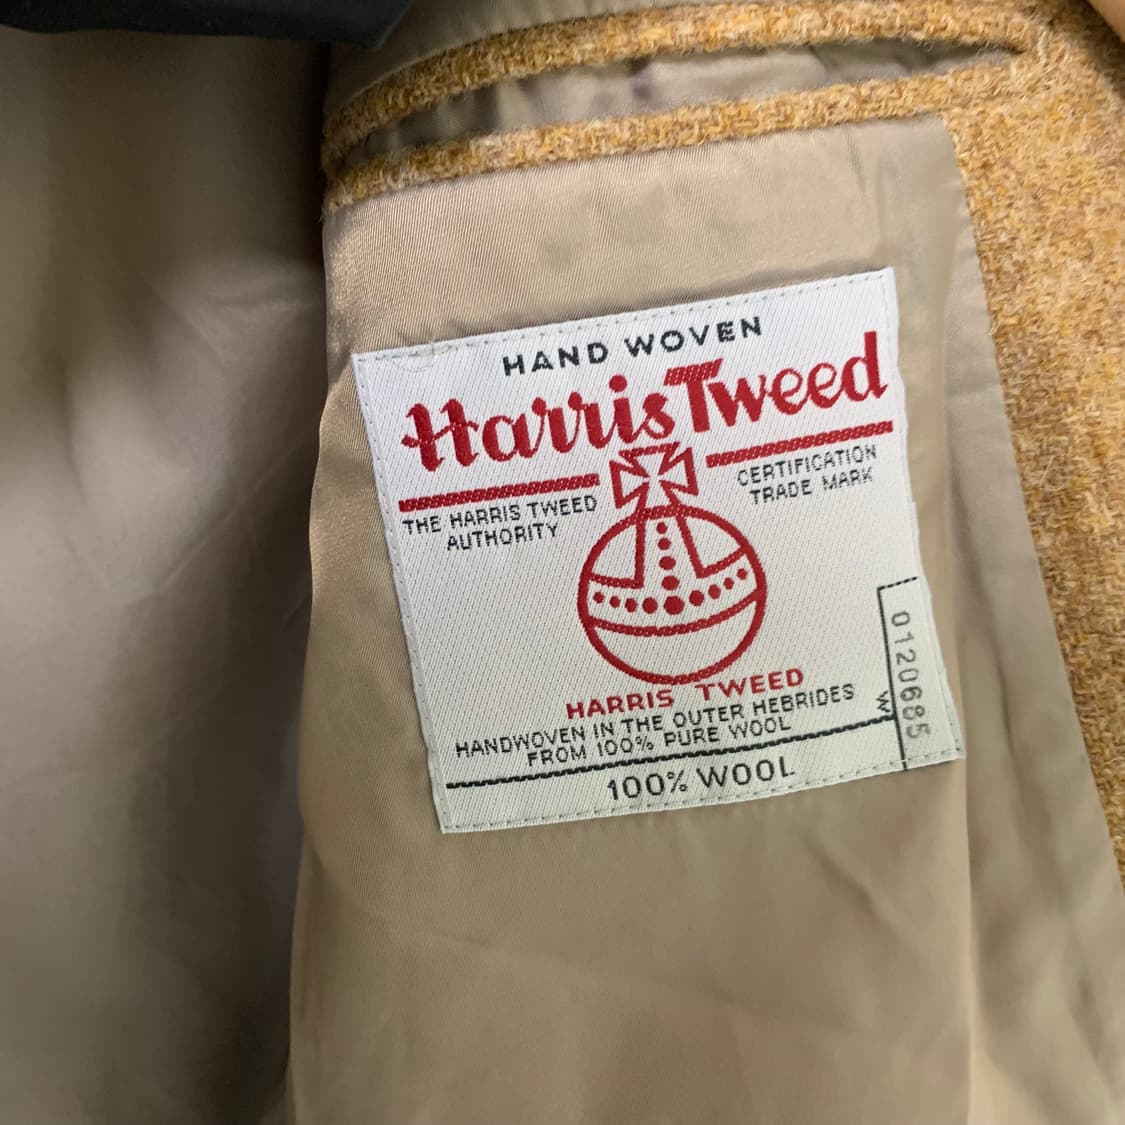 HAND WOVEN
Harris Tweed
THE HARRIS TWEED
AUTHORITY
CERTIFICATION
TRADE MARK
HARRIS TWEED
HANDWOVEN IN THE OUTER HEBRIDES
FROM 100% PURE WOOL
100% WOOL
W
0120685